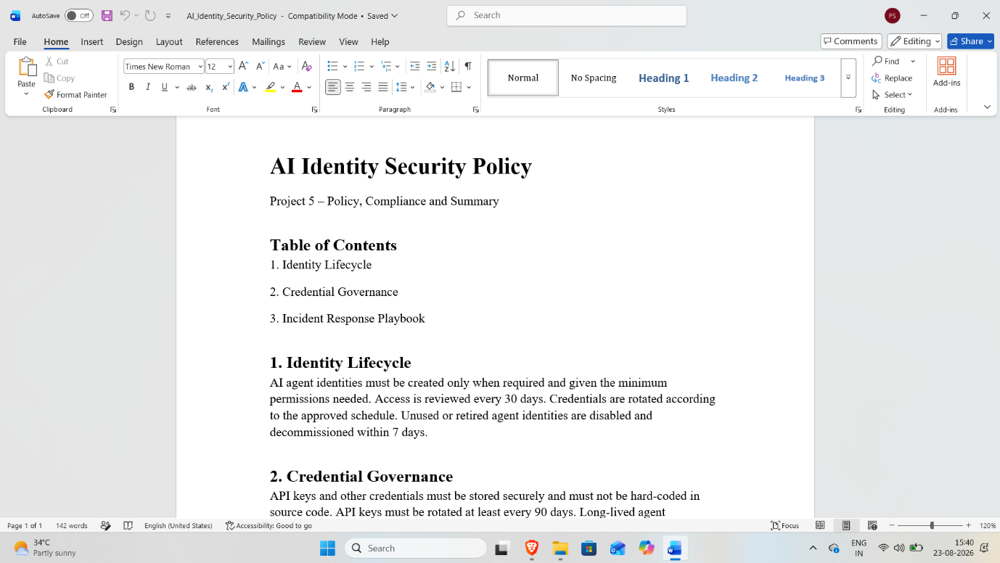 AutoSave Off AI_Identity_Security_Policy - Compatibility Mode • Saved Search PS
File Home Insert Design Layout References Mailings Review View Help Comments Editing Share
Paste Cut Copy Format Painter Clipboard
Times New Roman 12 Aa Font
Paragraph
Normal No Spacing Heading 1 Heading 2 Heading 3 Styles
Find Replace Select Editing
Add-ins Add-ins
AI Identity Security Policy
Project 5 – Policy, Compliance and Summary
Table of Contents
1. Identity Lifecycle
2. Credential Governance
3. Incident Response Playbook
1. Identity Lifecycle
AI agent identities must be created only when required and given the minimum
permissions needed. Access is reviewed every 30 days. Credentials are rotated according
to the approved schedule. Unused or retired agent identities are disabled and
decommissioned within 7 days.
2. Credential Governance
API keys and other credentials must be stored securely and must not be hard-coded in
source code. API keys must be rotated at least every 90 days. Long-lived agent
Page 1 of 1 142 words English (United States) Accessibility: Good to go Focus 120%
34°C
Partly sunny
Search
ENG
IN
15:40
23-08-2026